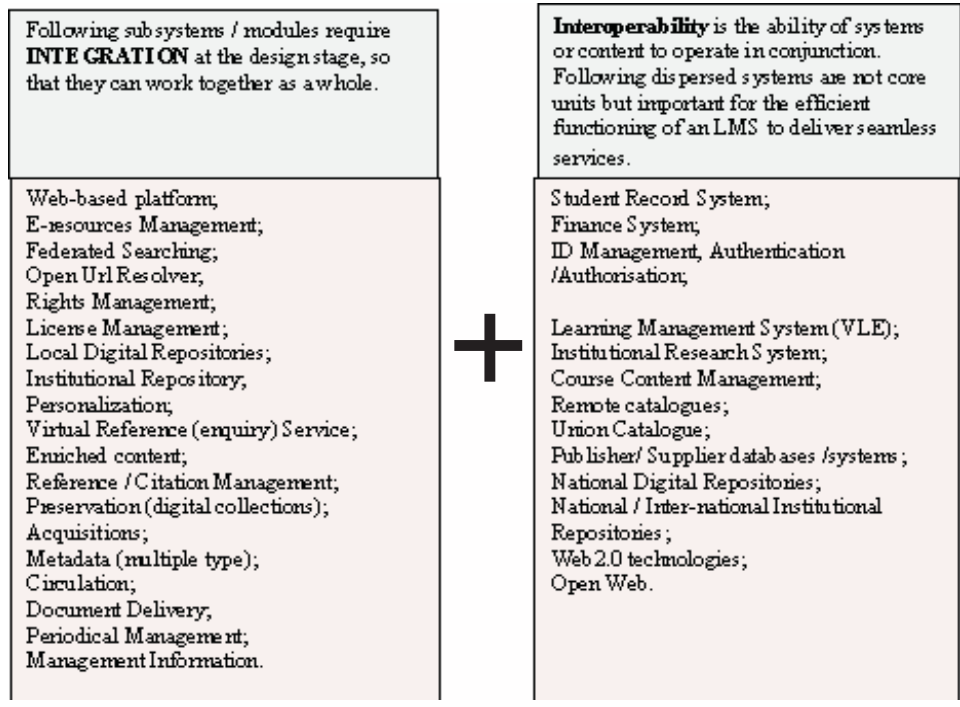 Following subsystems / modules require
INTEGRATION at the design stage, so
that they can work together as a whole.
Web-based platform;
E-resources Management;
Federated Searching;
Open Url Resolver;
Rights Management;
License Management;
Local Digital Repositories;
Institutional Repository;
Personalization;
Virtual Reference (enquiry) Service;
Enriched content;
Reference / Citation Management;
Preservation (digital collections);
Acquisitions;
Metadata (multiple type);
Circulation;
Document Delivery;
Periodical Management;
Management Information.
+
Interoperability is the ability of systems
or content to operate in conjunction.
Following dispersed systems are not core
units but important for the efficient
functioning of an LMS to deliver seamless
services.
Student Record System;
Finance System;
ID Management, Authentication
/Authorisation;
Learning Management System (VLE);
Institutional Research System;
Course Content Management;
Remote catalogues;
Union Catalogue;
Publisher/ Supplier databases /systems;
National Digital Repositories;
National / Inter-national Institutional
Repositories;
Web 2.0 technologies;
Open Web.